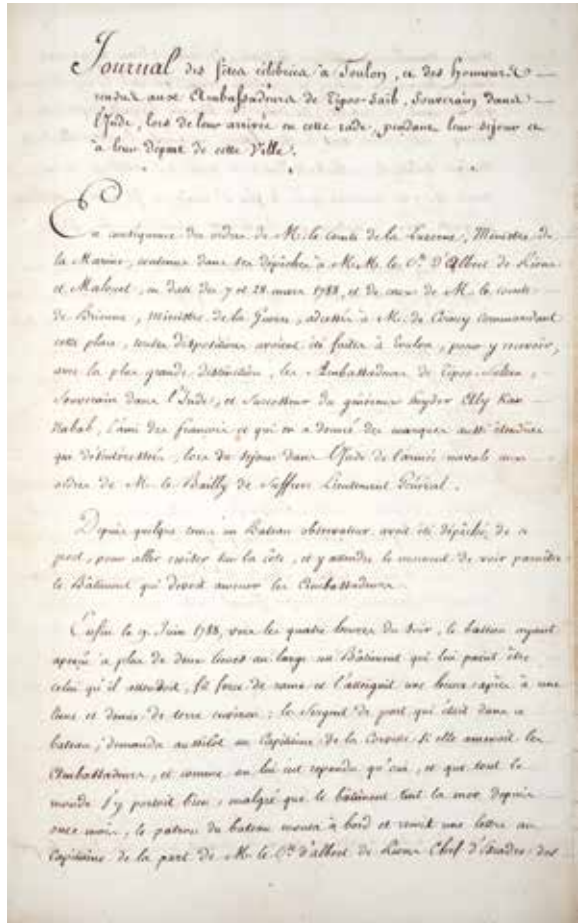 Journal des fêtes célébrées à Toulon, et des honneurs
rendus aux Ambassadeurs de Tipoo-Saib, Souverain dans
l'Inde, lors de leur arrivée en cette rade, pendant leur séjour et
à leur départ de cette Ville.
En conséquence des ordres de M. le comte de la Luzerne, Ministre de
la Marine, contenus dans ses dépêches à M.M. le Cte. D'Albert de Rions
et Malouet, en date des 7 et 28 mars 1788, et de ceux de M. le comte
de Brienne, Ministre de la Guerre, adressés à M. de Coincy commandant
cette place, toutes dispositions avoient été faites à Toulon, pour y recevoir,
avec la plus grande distinction, les Ambassadeurs de Tipoo-Sultan,
Souverain dans l'Inde, et Successeur du généreux hyder Aly Kan
Nabab, l'ami des françois et qui en a donné des marques aussi étendues
que désintéressées, lors du séjour dans l'Inde de l'armée navale aux
ordres de M. le Bailly de Suffren Lieutenant Général.
Depuis quelque tems un Bateau observateur avoit été dépêché de ce
port, pour aller croiser sur la côte, et y attendre le moment de voir paroitre
le Bâtiment qui devoit amener les Ambassadeurs.
Enfin le 9 Juin 1788, vers les quatre heures du soir, le bateau ayant
aperçu à plus de deux lieues au large un Bâtiment qui lui parut être
celui qu'il attendoit, fit force de rame et l'atteignit une heure après à une
lieue et demie de terre environ; le Sergent de port qui étoit dans ce
bateau, demanda aussitôt au Capitaine de la Corvette si elle amenoit les
Ambassadeurs, et comme on lui eut répondu qu'oui, et que tout le
monde s'y portoit bien, malgré que le bâtiment tint la mer depuis
onze mois, le patron du bateau monta à bord et remit une lettre au
Capitaine de la part de M. le Cte. d'albert de Rions Chef d'Escadre des